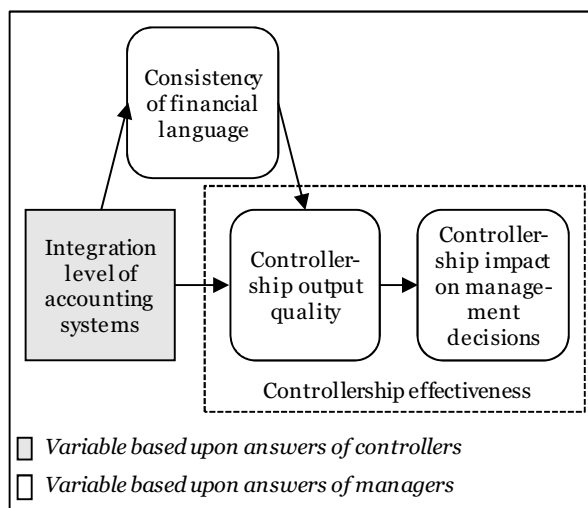 Consistency
of financial
language
Integration
level of
accounting
systems
Controller-
ship output
quality
Controller-
ship impact
on manage-
ment
decisions
Controllership effectiveness
Variable based upon answers of controllers
Variable based upon answers of managers